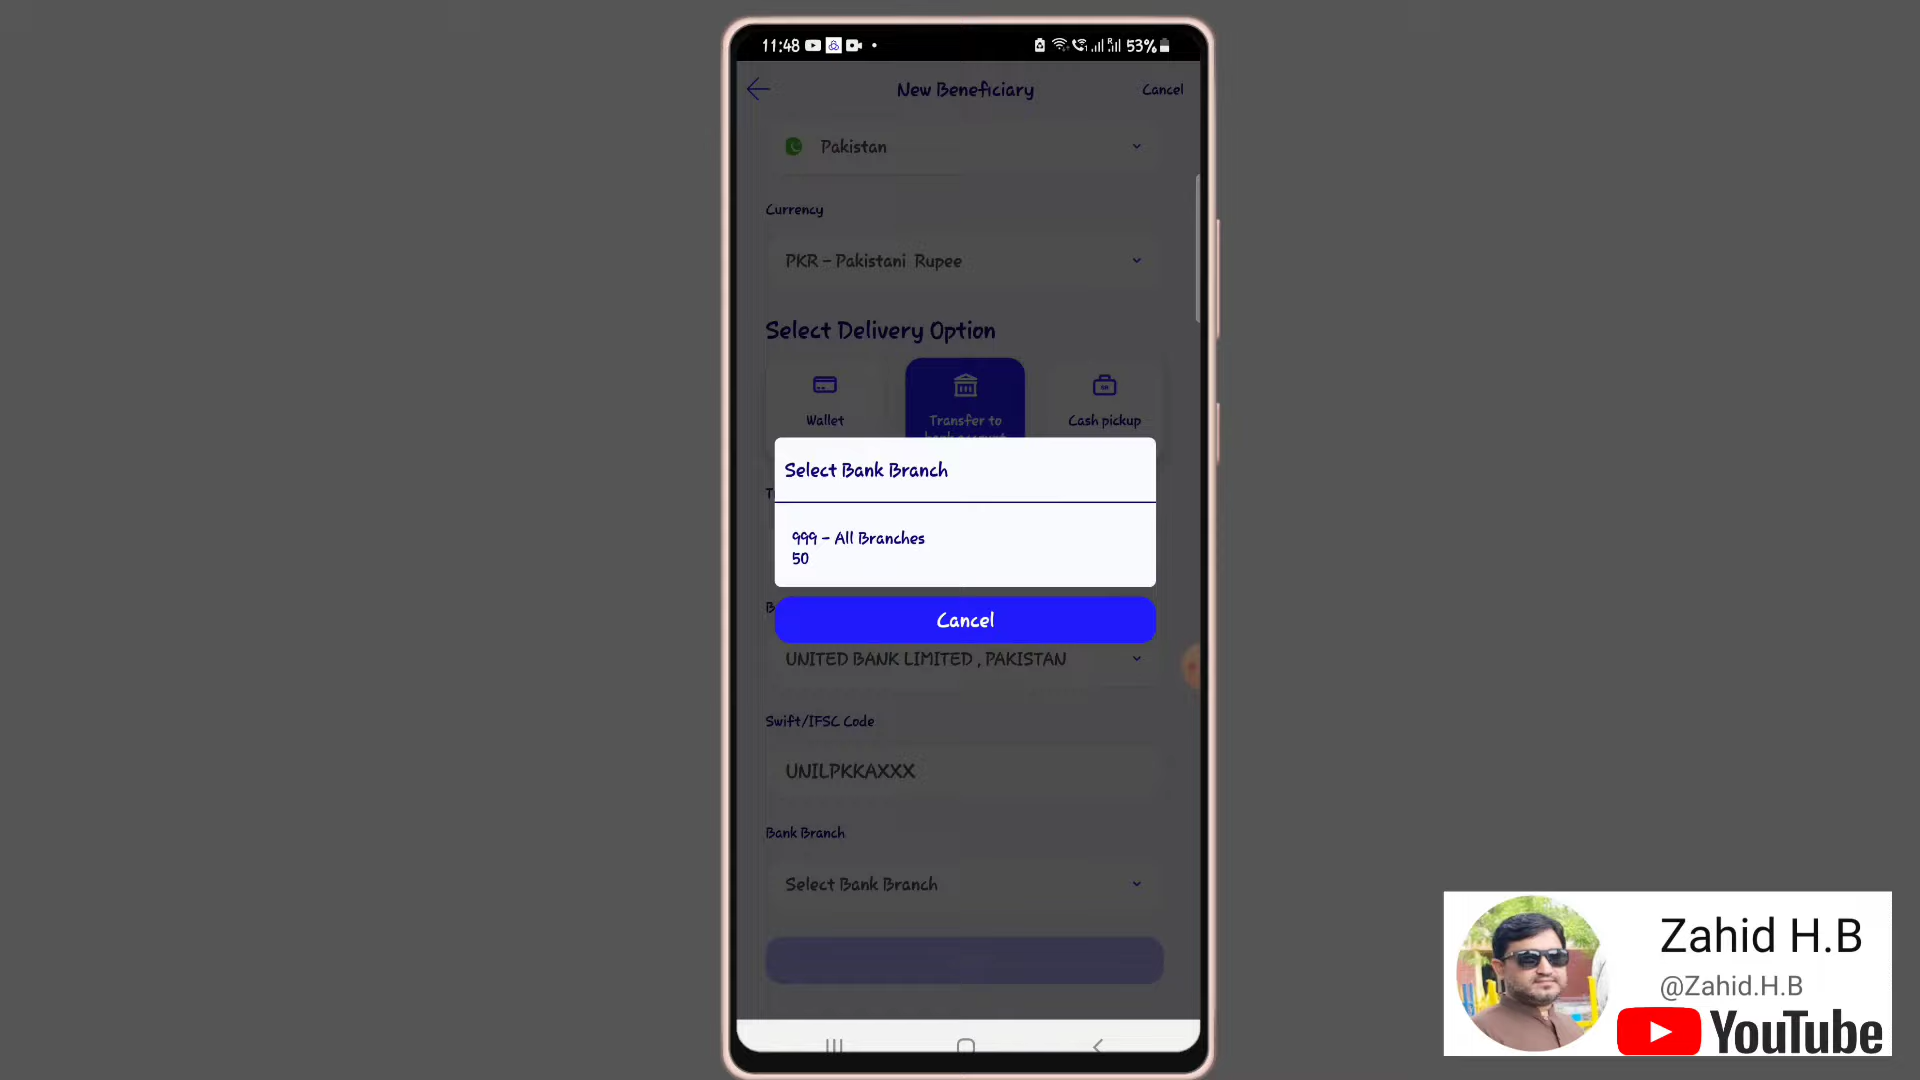 11:48
53%
New Beneficiary
Cancel
Pakistan
Currency
PKR - Pakistani Rupee
Select Delivery Option
Wallet
Transfer to
bank account
Cash pickup
Select Bank Branch
999 - All Branches
50
Cancel
UNITED BANK LIMITED , PAKISTAN
Swift/IFSC Code
UNILPKKAXXX
Bank Branch
Select Bank Branch
Zahid H.B
@Zahid.H.B
YouTube